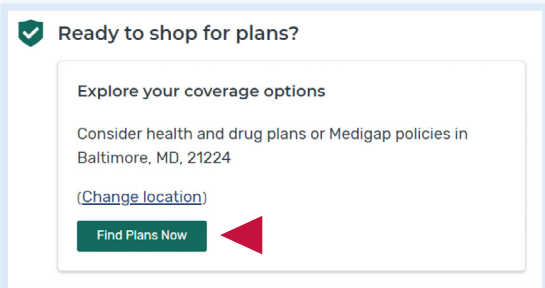 Ready to shop for plans?
Explore your coverage options
Consider health and drug plans or Medigap policies in
Baltimore, MD, 21224
(Change location)
Find Plans Now